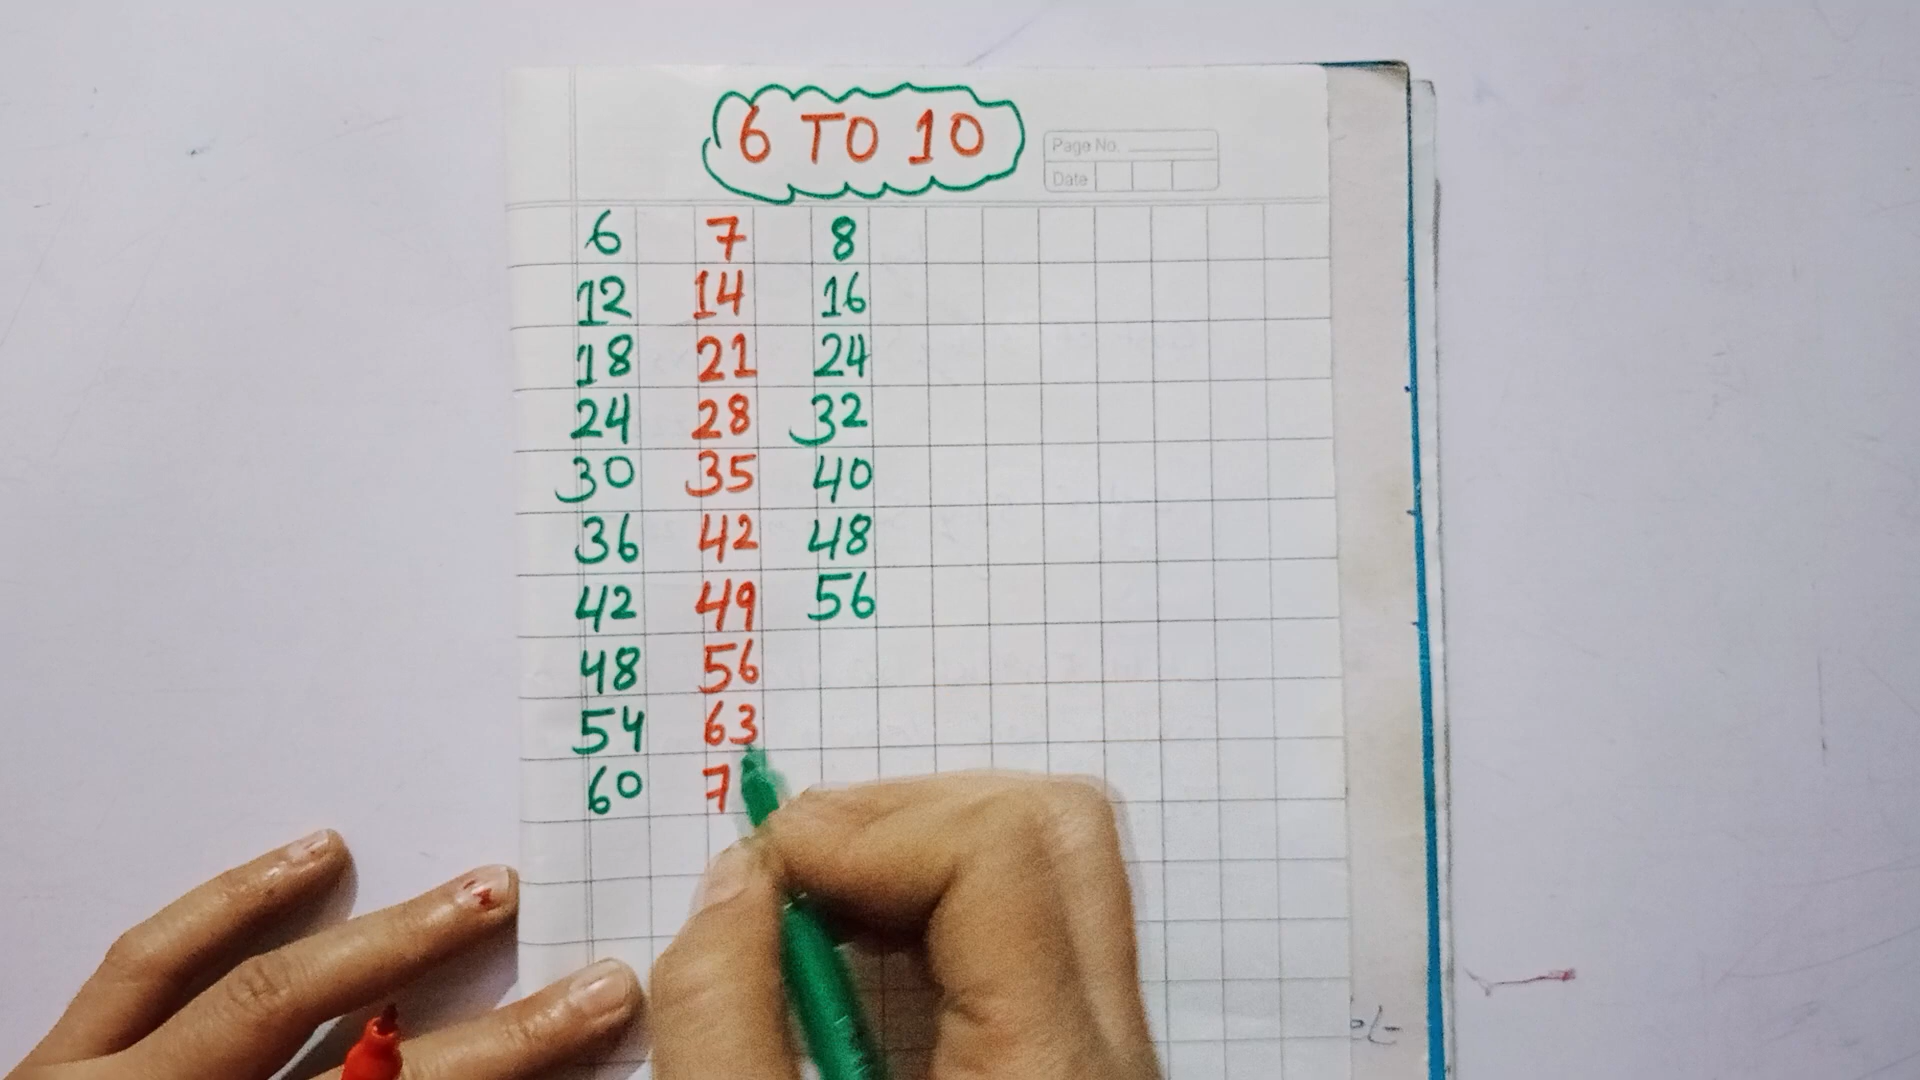 6 TO 10
Page No.
Date
6 7 8
12 14 16
18 21 24
24 28 32
30 35 40
36 42 48
42 49 56
48 56
54 63
60 7